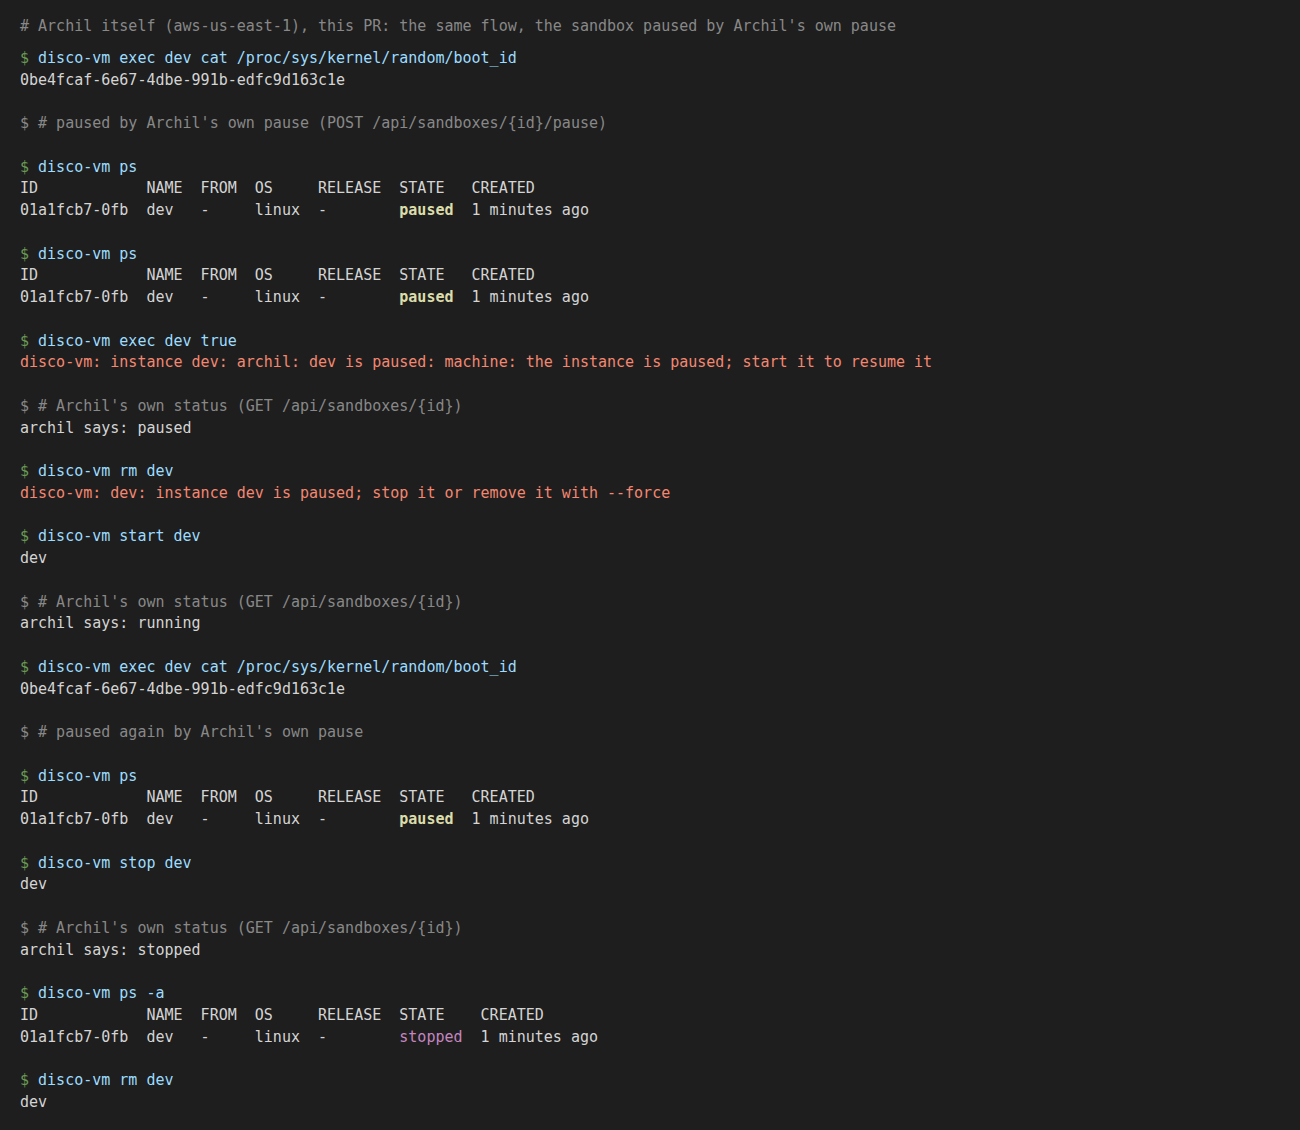 # Archil itself (aws-us-east-1), this PR: the same flow, the sandbox paused by Archil's own pause
$ disco-vm exec dev cat /proc/sys/kernel/random/boot_id
0be4fcaf-6e67-4dbe-991b-edfc9d163c1e
$ # paused by Archil's own pause (POST /api/sandboxes/{id}/pause)
$ disco-vm ps
ID            NAME  FROM  OS     RELEASE  STATE   CREATED
01a1fcb7-0fb  dev   -     linux  -        paused  1 minutes ago
$ disco-vm ps
ID            NAME  FROM  OS     RELEASE  STATE   CREATED
01a1fcb7-0fb  dev   -     linux  -        paused  1 minutes ago
$ disco-vm exec dev true
disco-vm: instance dev: archil: dev is paused: machine: the instance is paused; start it to resume it
$ # Archil's own status (GET /api/sandboxes/{id})
archil says: paused
$ disco-vm rm dev
disco-vm: dev: instance dev is paused; stop it or remove it with --force
$ disco-vm start dev
dev
$ # Archil's own status (GET /api/sandboxes/{id})
archil says: running
$ disco-vm exec dev cat /proc/sys/kernel/random/boot_id
0be4fcaf-6e67-4dbe-991b-edfc9d163c1e
$ # paused again by Archil's own pause
$ disco-vm ps
ID            NAME  FROM  OS     RELEASE  STATE   CREATED
01a1fcb7-0fb  dev   -     linux  -        paused  1 minutes ago
$ disco-vm stop dev
dev
$ # Archil's own status (GET /api/sandboxes/{id})
archil says: stopped
$ disco-vm ps -a
ID            NAME  FROM  OS     RELEASE  STATE    CREATED
01a1fcb7-0fb  dev   -     linux  -        stopped  1 minutes ago
$ disco-vm rm dev
dev